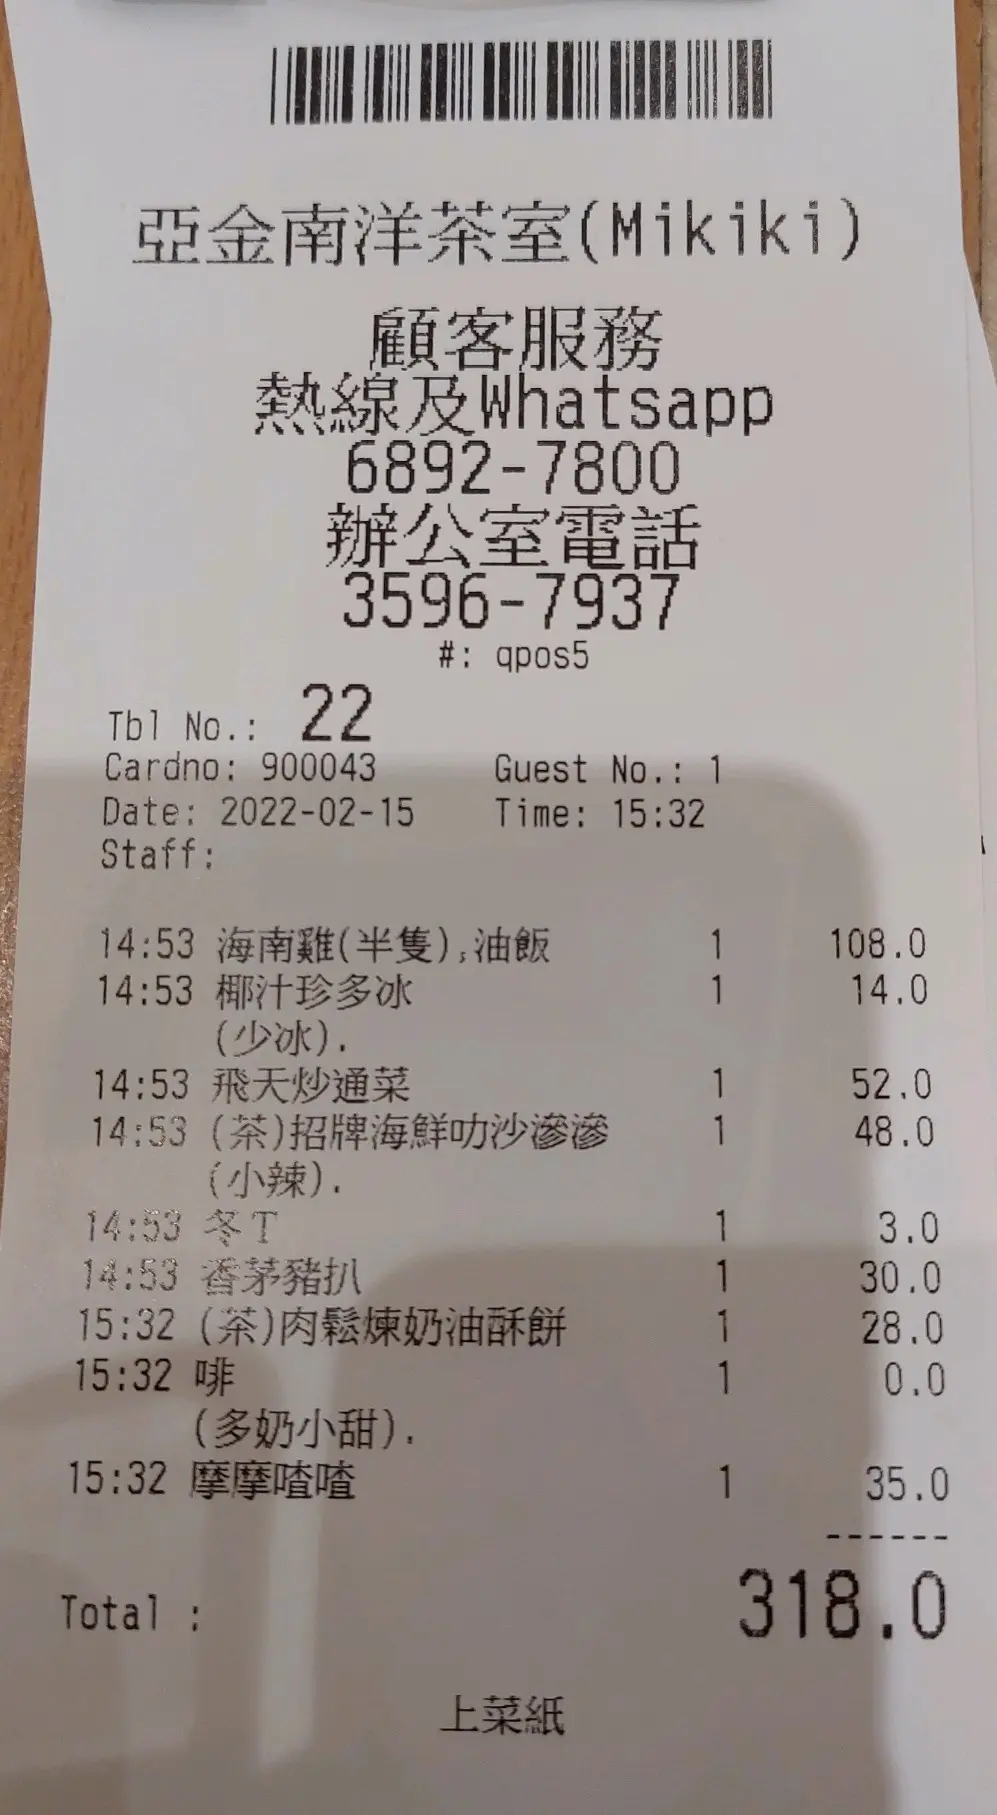 亞金南洋茶室(Mikiki)
顧客服務
熱線及Whatsapp
6892-7800
辦公室電話
3596-7937
#: qpos5
Tbl No.: 22
Cardno: 900043 Guest No.: 1
Date: 2022-02-15 Time: 15:32
Staff:
14:53 海南雞(半隻),油飯 1 108.0
14:53 椰汁珍多冰 1 14.0
(少冰).
14:53 飛天炒通菜 1 52.0
14:53 (茶)招牌海鮮叻沙滲滲 1 48.0
(小辣).
14:53 冬T 1 3.0
14:53 香茅豬扒 1 30.0
15:32 (茶)肉鬆煉奶油酥餅 1 28.0
15:32 啡 1 0.0
(多奶小甜).
15:32 摩摩喳喳 1 35.0
------
Total : 318.0
上菜紙